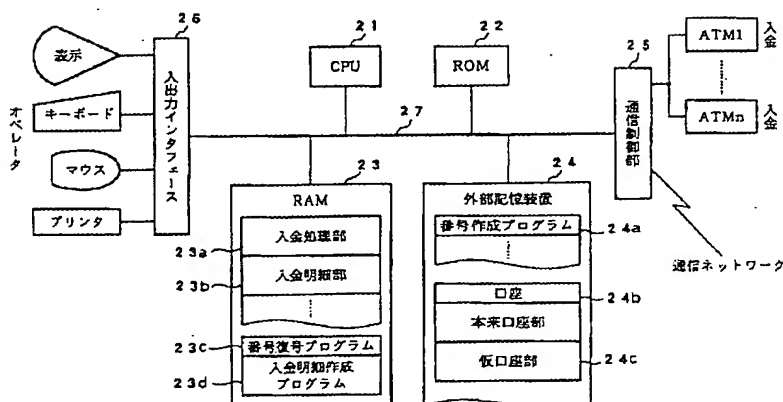 26
表示
オペレータ
キーボード
マウス
プリンタ
入出力インタフェース
21
CPU
22
ROM
27
25
通信制御部
ATM1
入金
ATMn
入金
通信ネットワーク
23
RAM
入金処理部
23a
入金明細部
23b
番号復号プログラム
23c
入金明細作成
プログラム
23d
24
外部記憶装置
番号作成プログラム
24a
口座
24b
本来口座部
仮口座部
24c